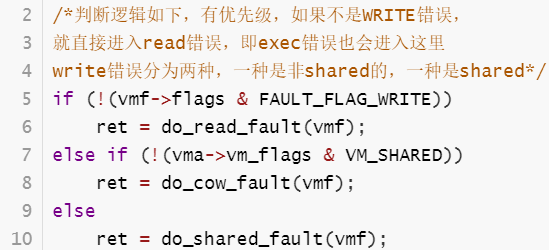 2 /*判断逻辑如下，有优先级，如果不是WRITE错误，
3 就直接进入read错误，即exec错误也会进入这里
4 write错误分为两种，一种是非shared的，一种是shared*/
5 if (!(vmf->flags & FAULT_FLAG_WRITE))
6     ret = do_read_fault(vmf);
7 else if (!(vma->vm_flags & VM_SHARED))
8     ret = do_cow_fault(vmf);
9 else
10     ret = do_shared_fault(vmf);